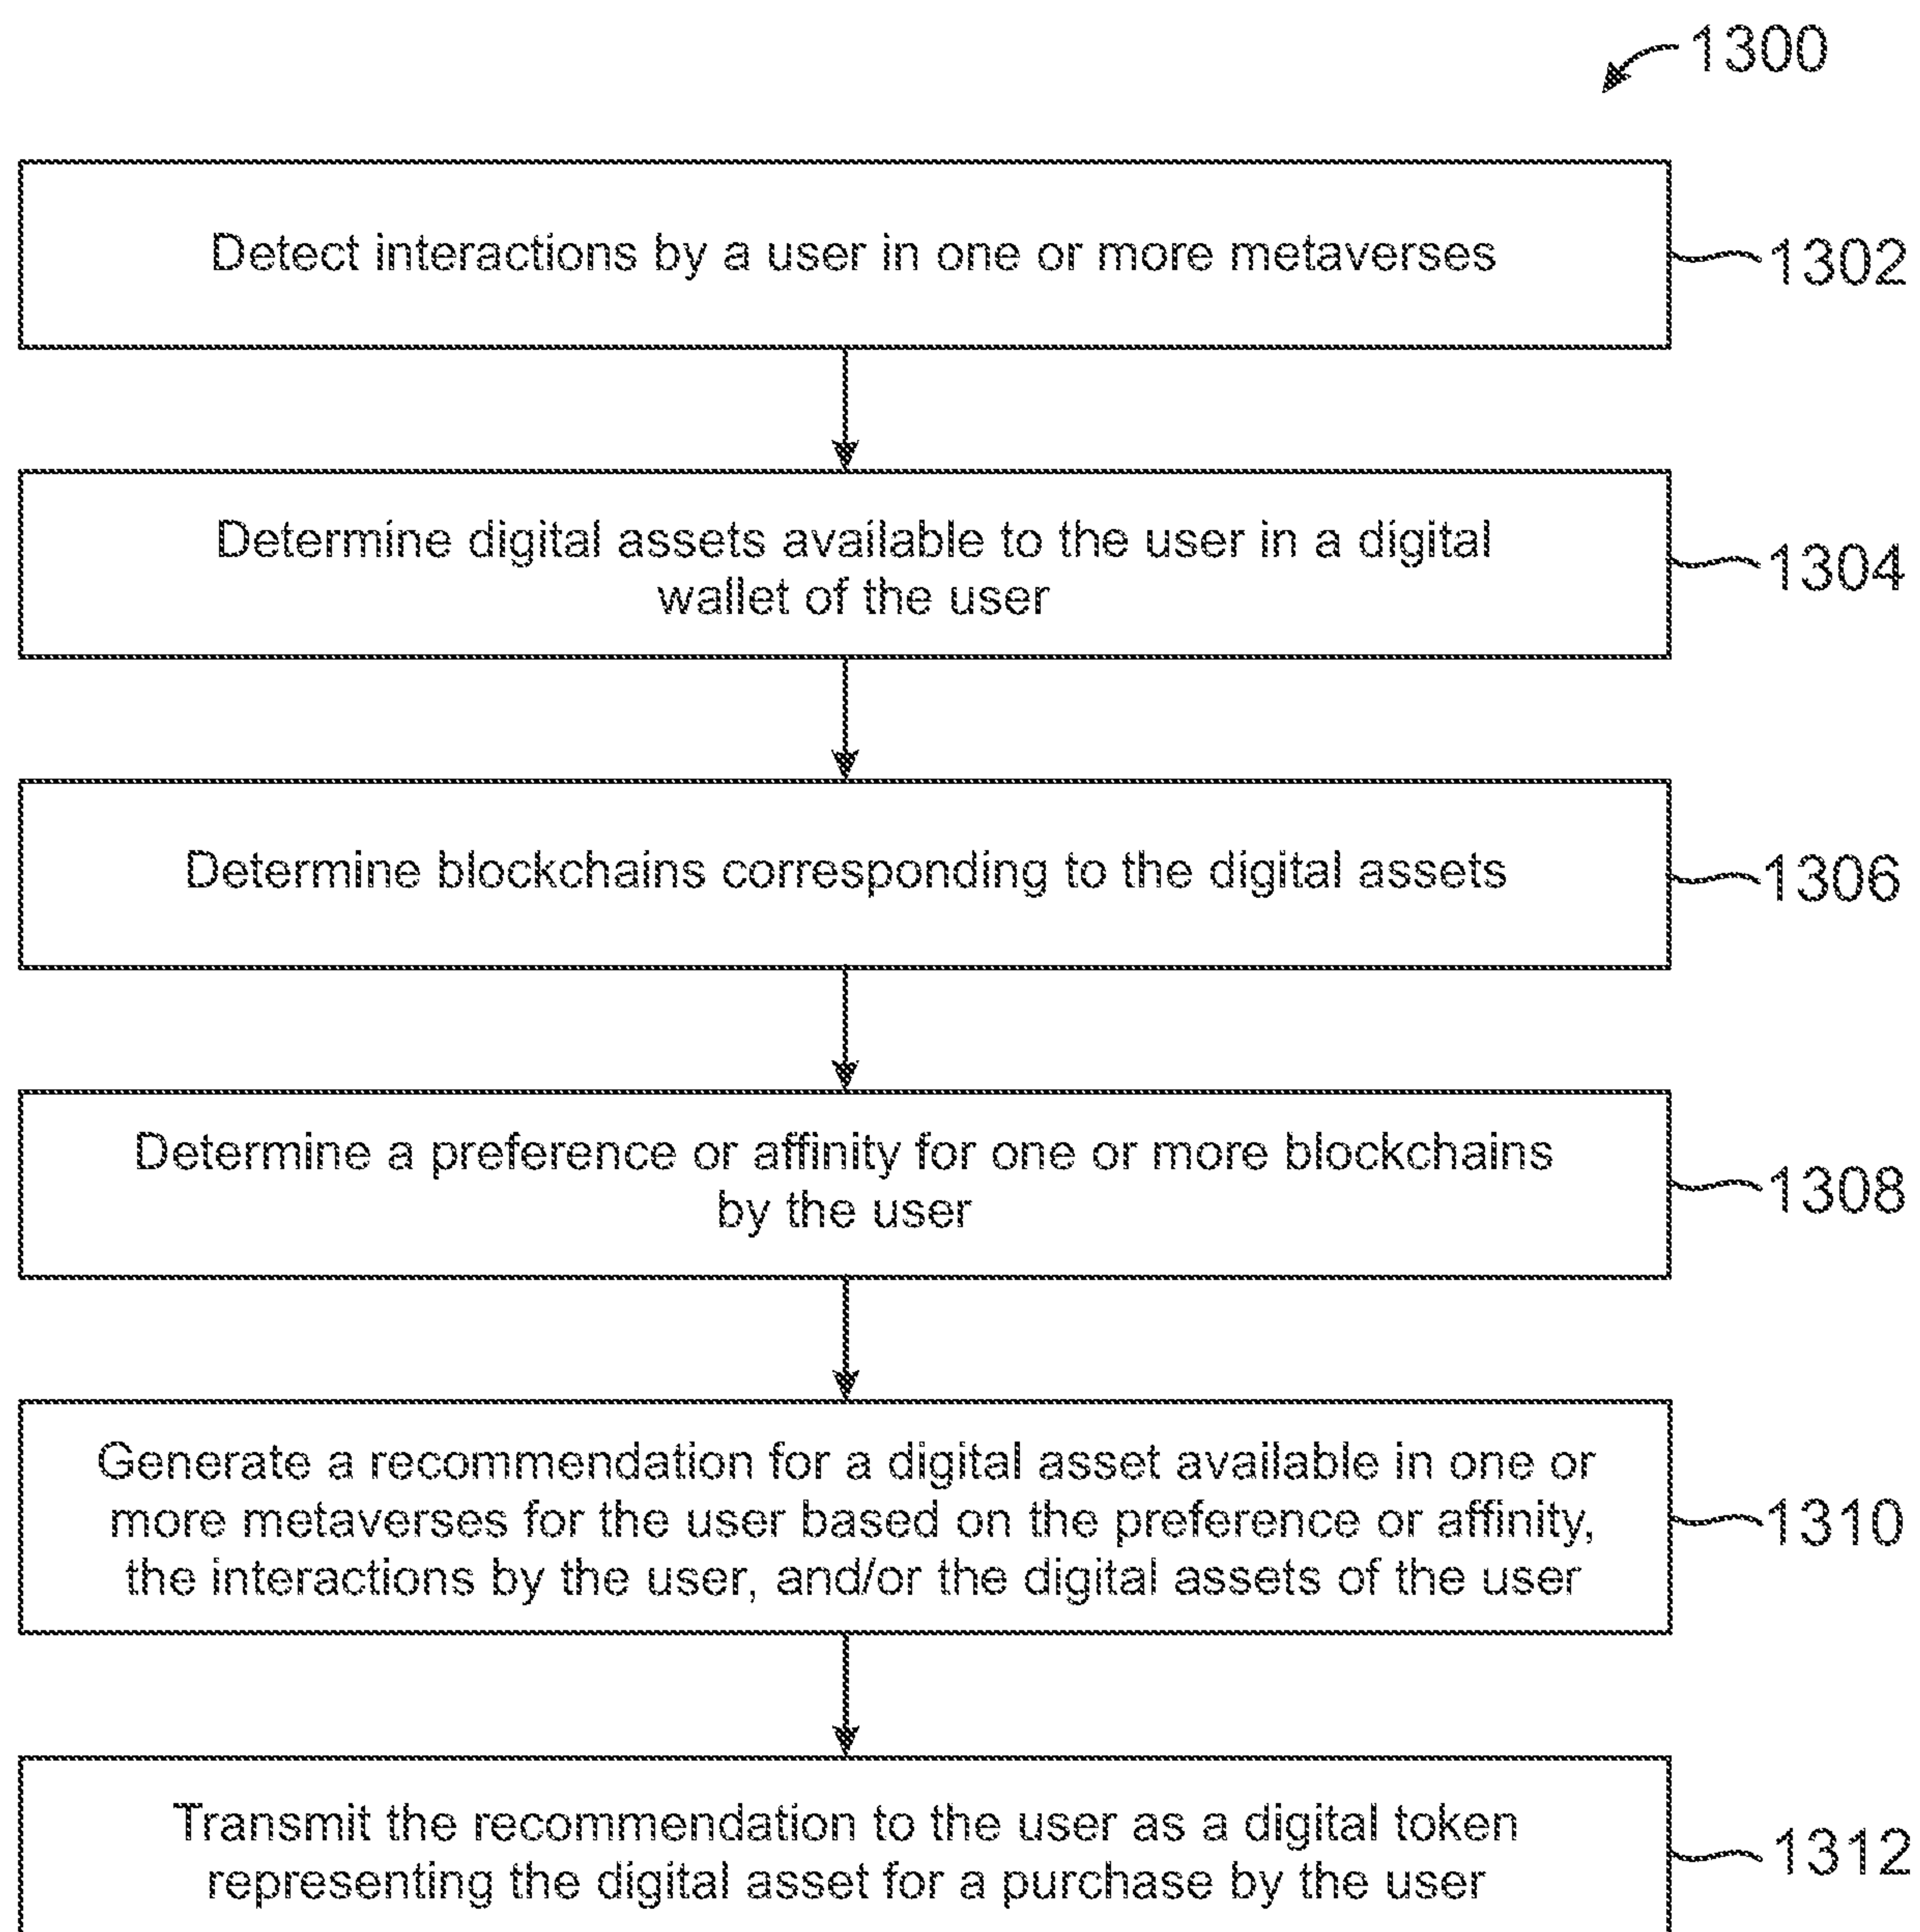 1300
Detect interactions by a user in one or more metaverses
1302
Determine digital assets available to the user in a digital
wallet of the user
1304
Determine blockchains corresponding to the digital assets
1306
Determine a preference or affinity for one or more blockchains
by the user
1308
Generate a recommendation for a digital asset available in one or
more metaverses for the user based on the preference or affinity,
the interactions by the user, and/or the digital assets of the user
1310
Transmit the recommendation to the user as a digital token
representing the digital asset for a purchase by the user
1312